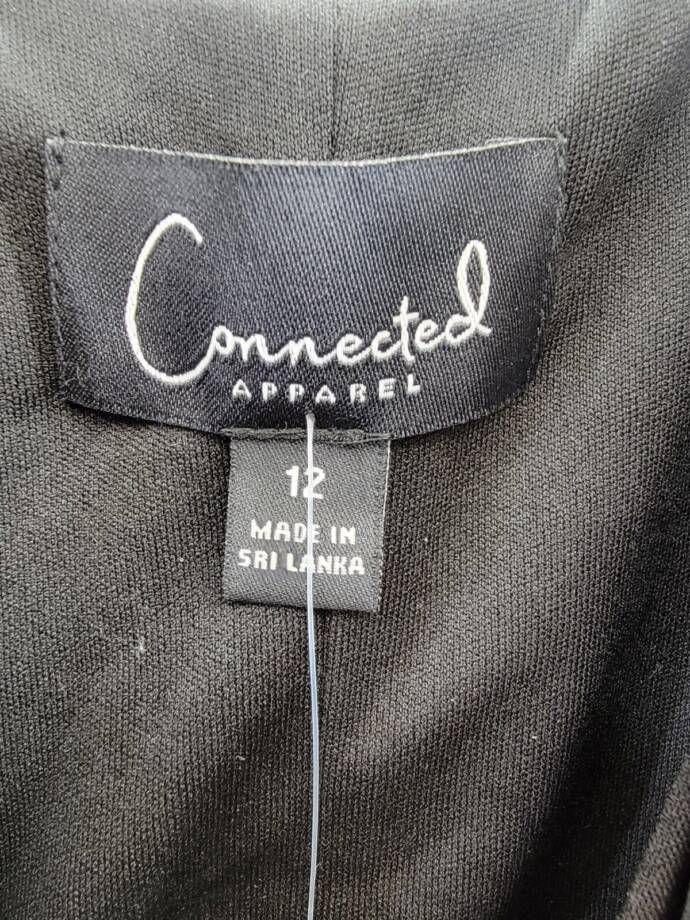 Connected
APPAREL
12
MADE IN
SRI LANKA